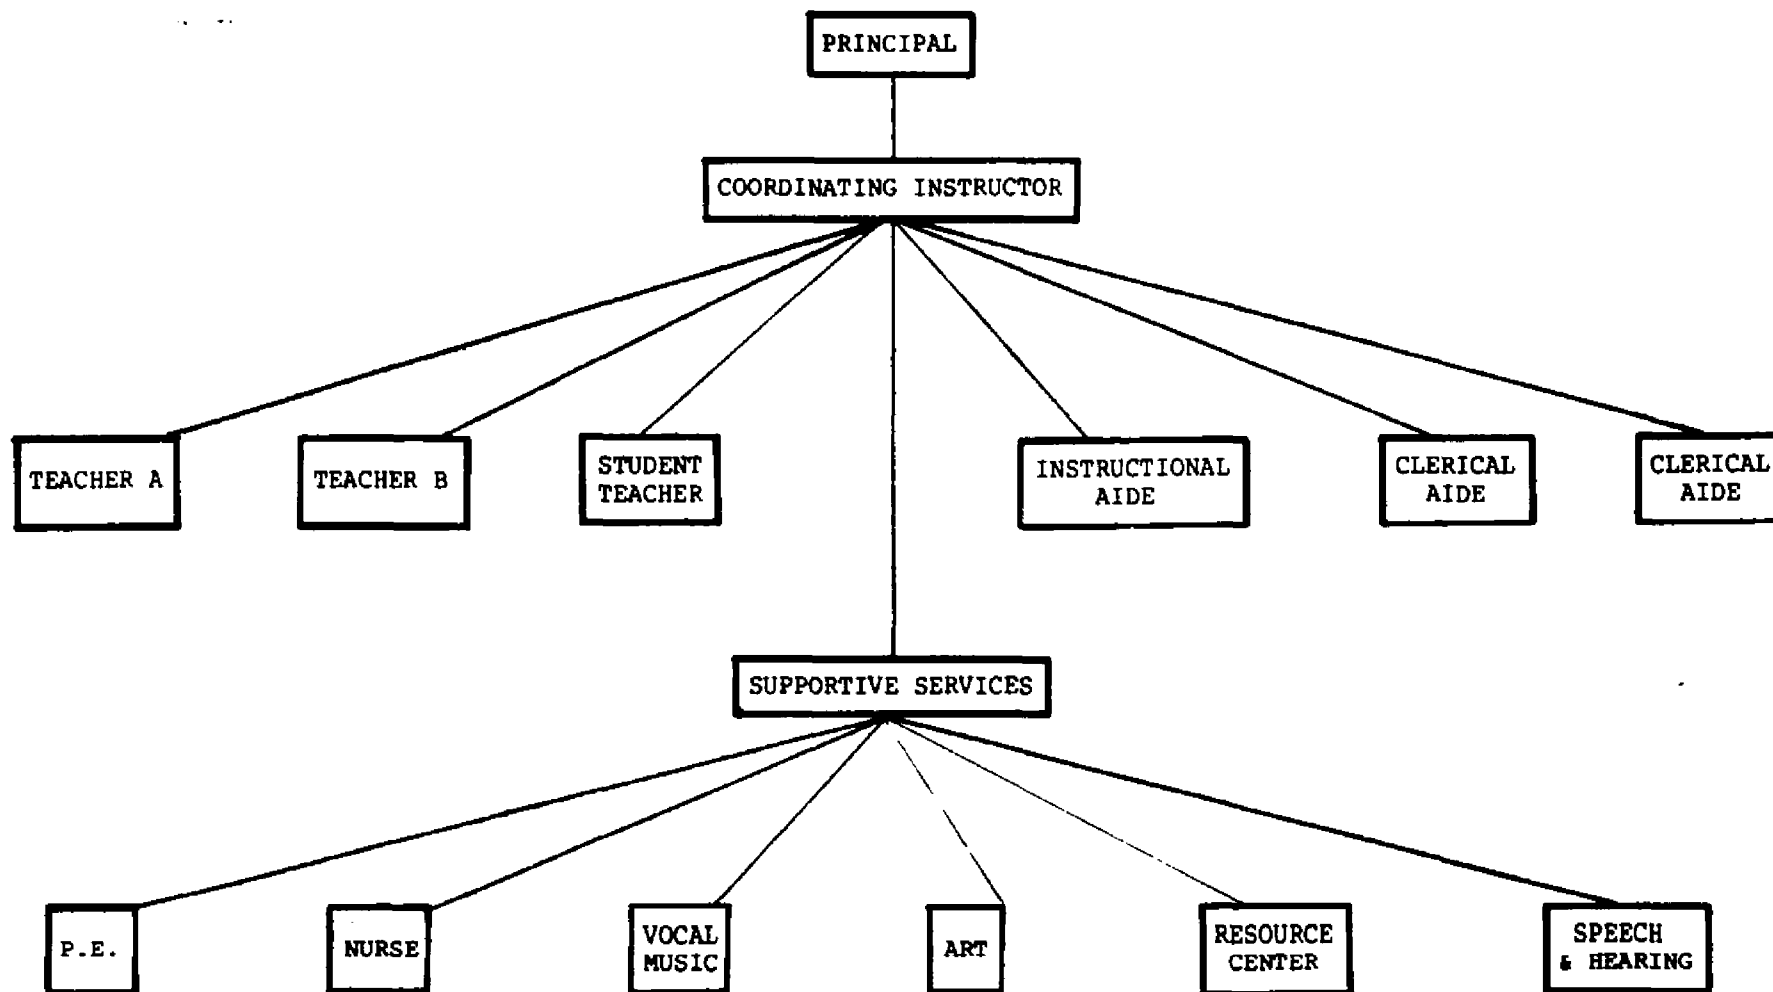 PRINCIPAL
COORDINATING INSTRUCTOR
TEACHER A
TEACHER B
STUDENT
TEACHER
INSTRUCTIONAL
AIDE
CLERICAL
AIDE
CLERICAL
AIDE
SUPPORTIVE SERVICES
P.E.
NURSE
VOCAL
MUSIC
ART
RESOURCE
CENTER
SPEECH
& HEARING